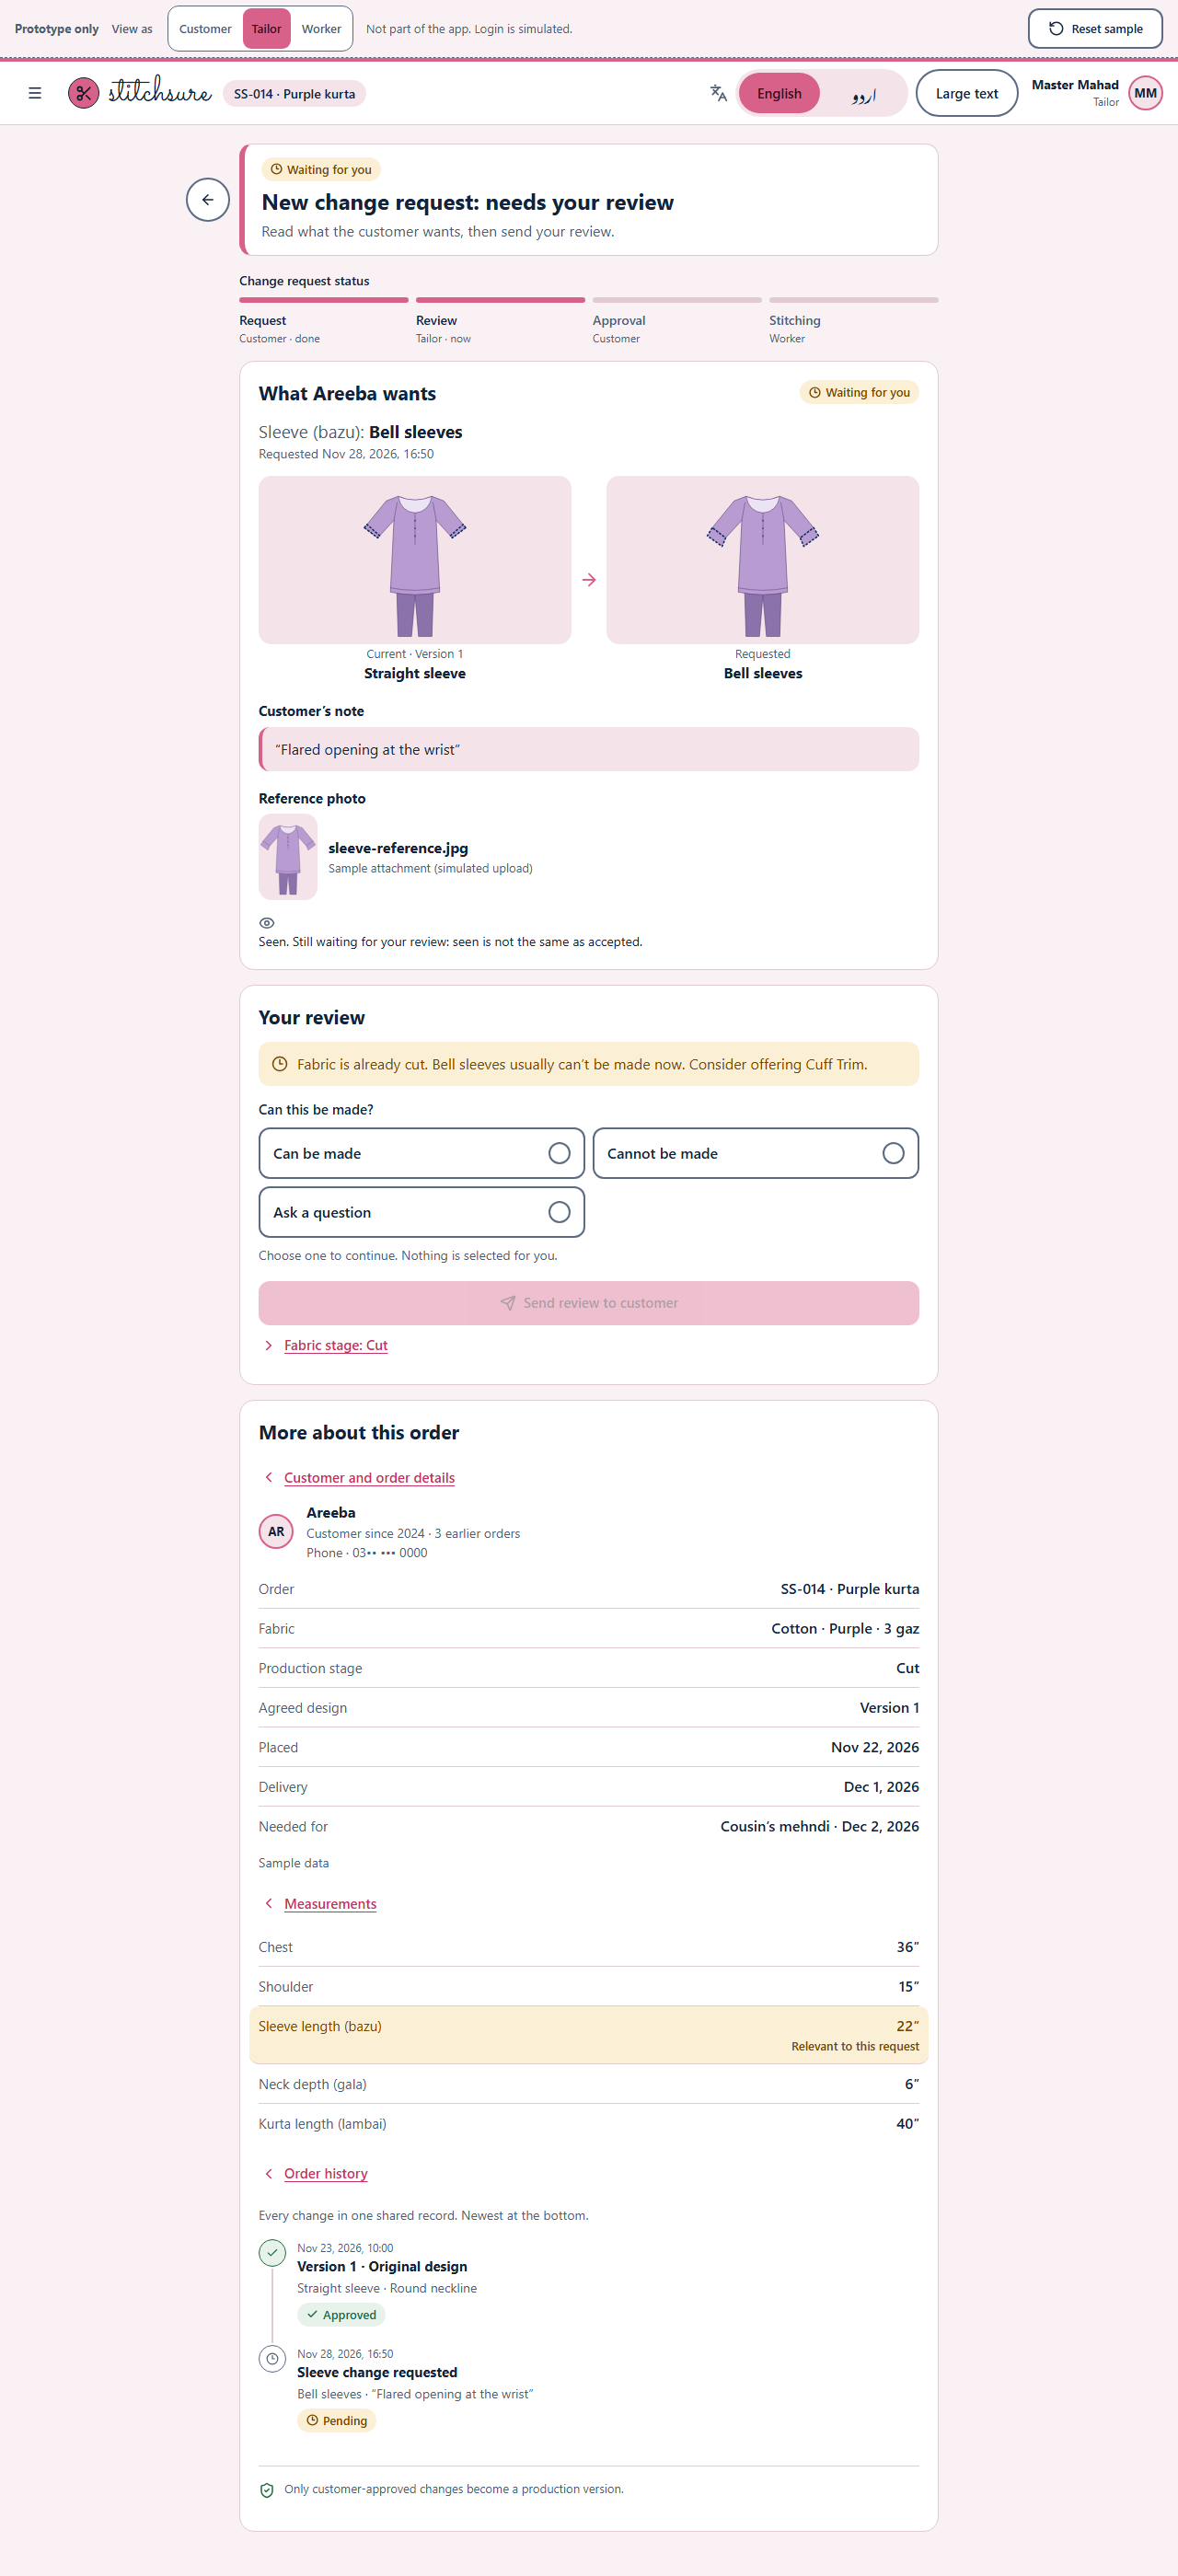 Prototype only View as Customer Tailor Worker Not part of the app. Login is simulated. Reset sample
stitchsure SS-014 · Purple kurta English اردو Large text Master Mahad
Tailor
MM
Waiting for you
New change request: needs your review
Read what the customer wants, then send your review.
Change request status
Request Review Approval Stitching
Customer · done Tailor · now Customer Worker
What Areeba wants Waiting for you
Sleeve (bazu): Bell sleeves
Requested Nov 28, 2026, 16:50
Current · Version 1 Requested
Straight sleeve Bell sleeves
Customer’s note
“Flared opening at the wrist”
Reference photo
sleeve-reference.jpg
Sample attachment (simulated upload)
Seen. Still waiting for your review: seen is not the same as accepted.
Your review
Fabric is already cut. Bell sleeves usually can’t be made now. Consider offering Cuff Trim.
Can this be made?
Can be made Cannot be made
Ask a question
Choose one to continue. Nothing is selected for you.
Send review to customer
Fabric stage: Cut
More about this order
Customer and order details
AR
Areeba
Customer since 2024 · 3 earlier orders
Phone · 03•• ••• 0000
Order SS-014 · Purple kurta
Fabric Cotton · Purple · 3 gaz
Production stage Cut
Agreed design Version 1
Placed Nov 22, 2026
Delivery Dec 1, 2026
Needed for Cousin’s mehndi · Dec 2, 2026
Sample data
Measurements
Chest 36″
Shoulder 15″
Sleeve length (bazu) 22″
Relevant to this request
Neck depth (gala) 6″
Kurta length (lambai) 40″
Order history
Every change in one shared record. Newest at the bottom.
Nov 23, 2026, 10:00
Version 1 · Original design
Straight sleeve · Round neckline
Approved
Nov 28, 2026, 16:50
Sleeve change requested
Bell sleeves · “Flared opening at the wrist”
Pending
Only customer-approved changes become a production version.